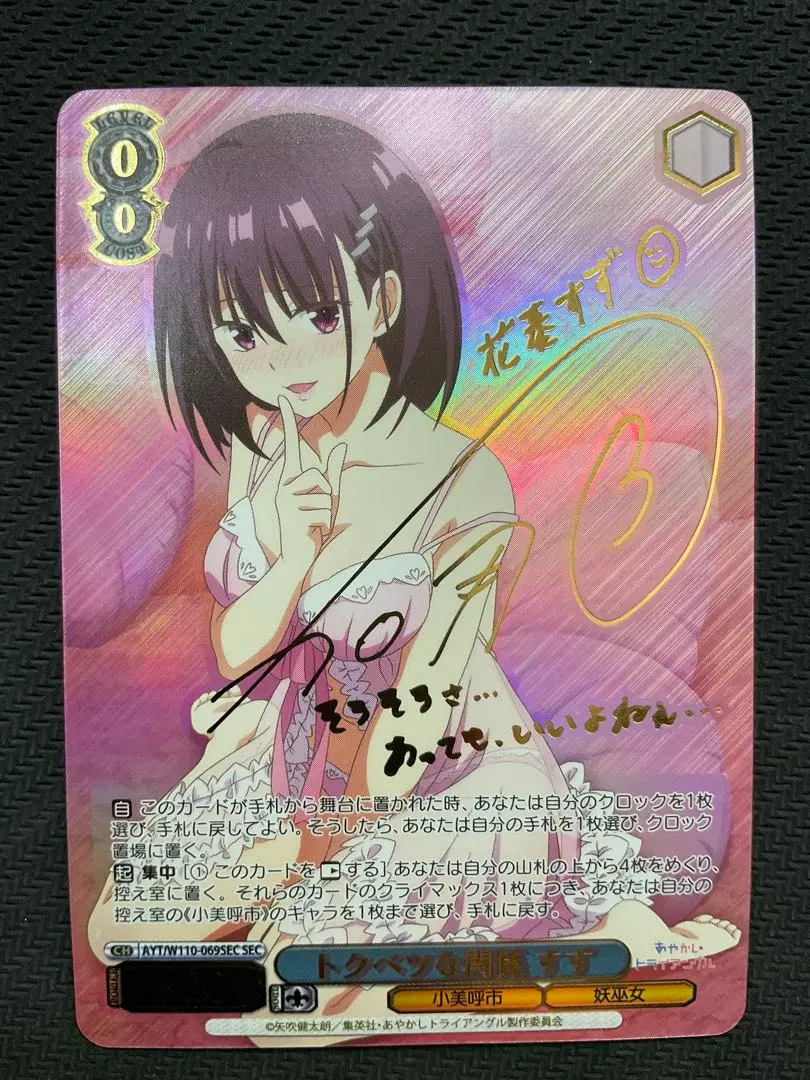 LEVEL
0
0
COST
花奏すず
そろそろさ...
あっても、いいよねぇ...
自 このカードが手札から舞台に置かれた時、あなたは自分のクロックを1枚
選び、手札に戻してよい。そうしたら、あなたは自分の手札を1枚選び、クロック
置場に置く。
起 集中 [① このカードをする] あなたは自分の山札の上から4枚をめくり、
控え室に置く。それらのカードのクライマックス1枚につき、あなたは自分の
控え室の《小美呼市》のキャラを1枚まで選び、手札に戻す。
CH AYT/W110-069SEC SEC
トクベツな関係 すず
あやかし
トライアングル
小美呼市 妖巫女
©矢吹健太朗／集英社・あやかしトライアングル製作委員会